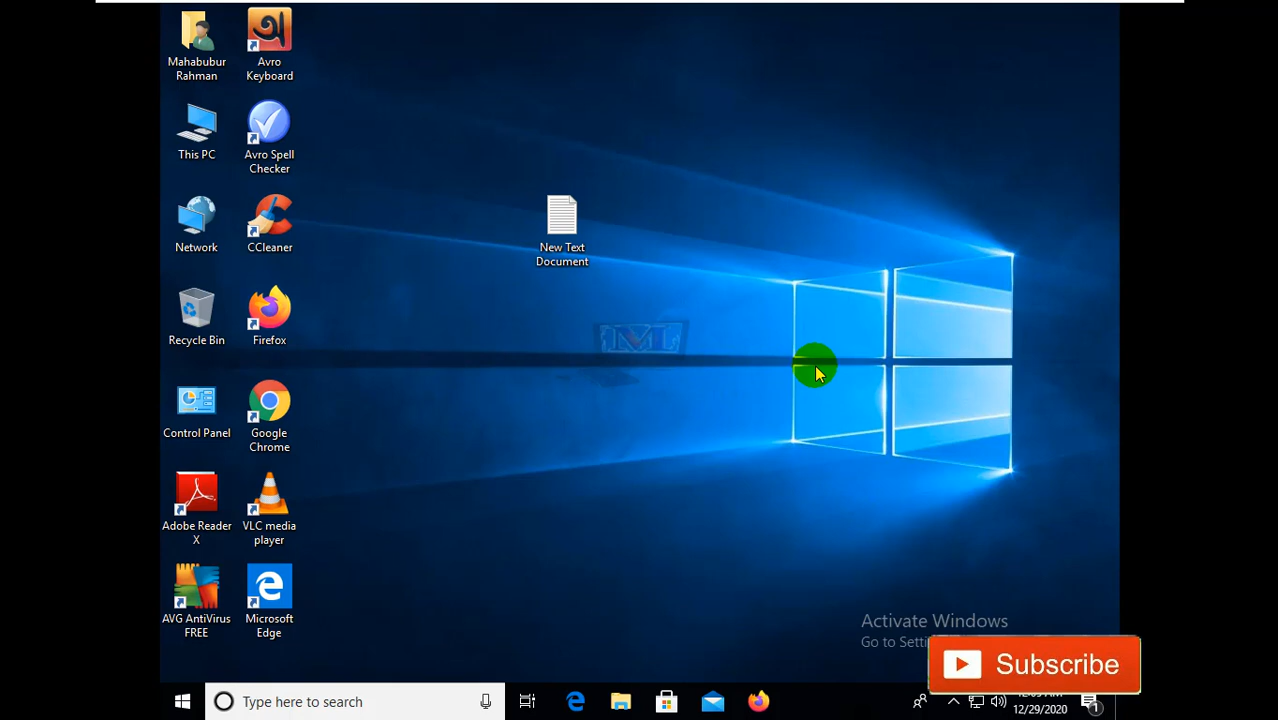 Mahabubur
Rahman
Avro
Keyboard
This PC
Avro Spell
Checker
Network
CCleaner
New Text
Document
Recycle Bin
Firefox
Control Panel
Google
Chrome
Adobe Reader
X
VLC media
player
AVG AntiVirus
FREE
Microsoft
Edge
Activate Windows
Go to
Subscribe
Type here to search
12/29/2020
1